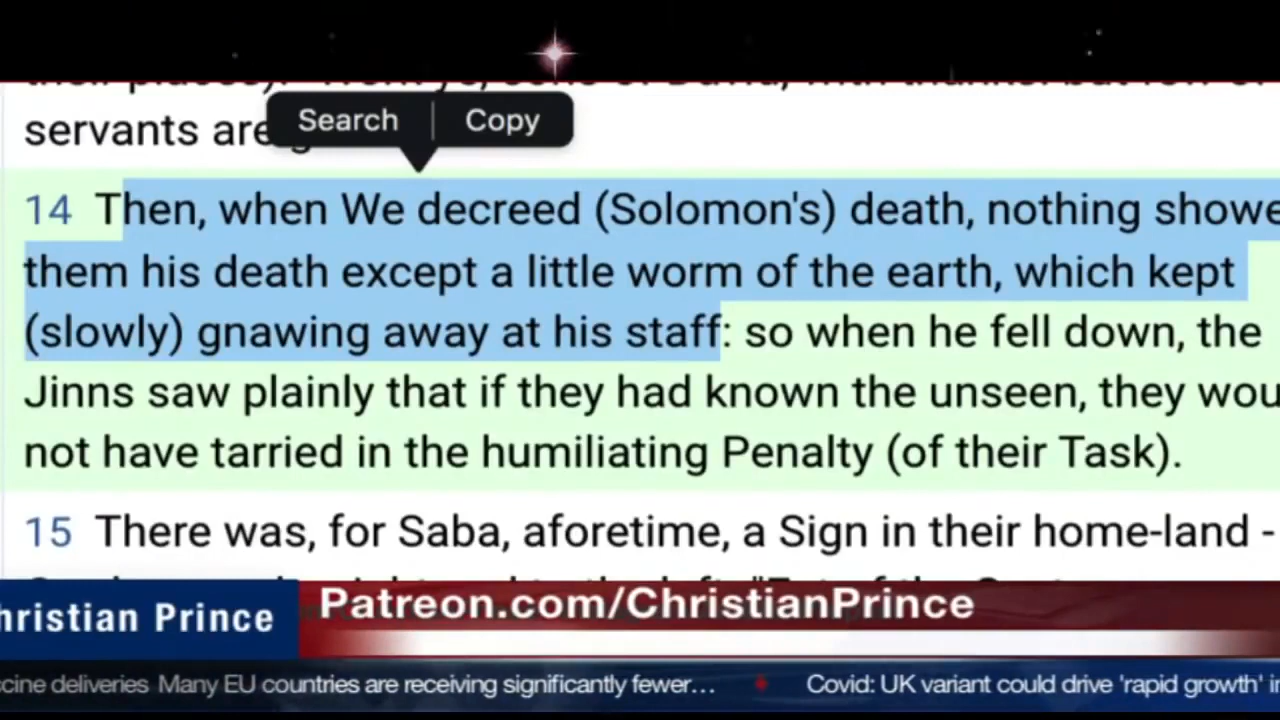 servants are
Search Copy
14 Then, when We decreed (Solomon's) death, nothing showe
them his death except a little worm of the earth, which kept
(slowly) gnawing away at his staff: so when he fell down, the
Jinns saw plainly that if they had known the unseen, they wou
not have tarried in the humiliating Penalty (of their Task).
15 There was, for Saba, aforetime, a Sign in their home-land -
hristian Prince
Patreon.com/ChristianPrince
ccine deliveries Many EU countries are receiving significantly fewer... Covid: UK variant could drive 'rapid growth' i